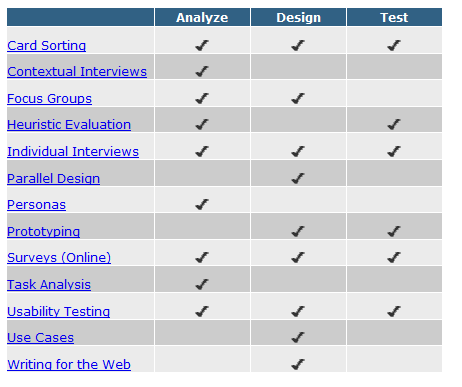 Analyze Design Test
Card Sorting ✔ ✔ ✔
Contextual Interviews ✔
Focus Groups ✔ ✔
Heuristic Evaluation ✔ ✔
Individual Interviews ✔ ✔ ✔
Parallel Design ✔
Personas ✔
Prototyping ✔ ✔
Surveys (Online) ✔ ✔ ✔
Task Analysis ✔
Usability Testing ✔ ✔ ✔
Use Cases ✔
Writing for the Web ✔